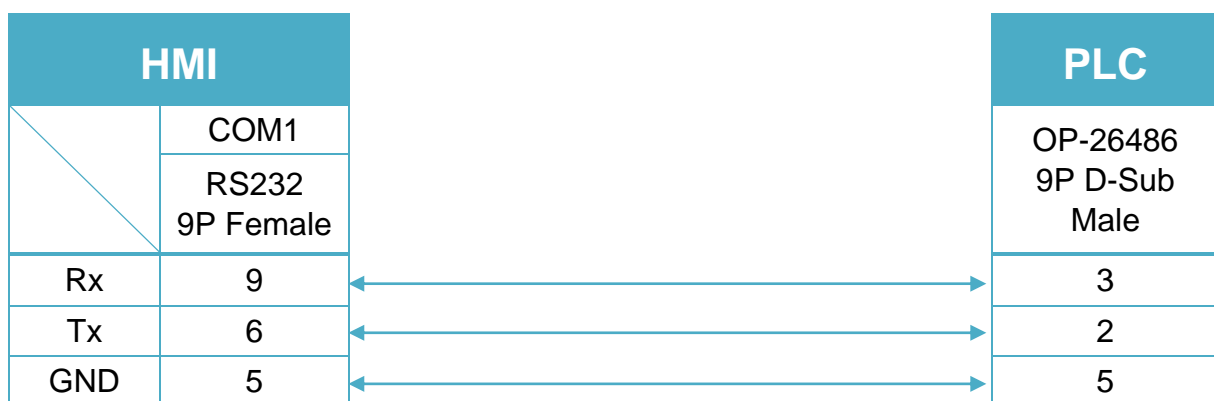 HMI
PLC
COM1
RS232
9P Female
OP-26486
9P D-Sub
Male
Rx 9 3
Tx 6 2
GND 5 5